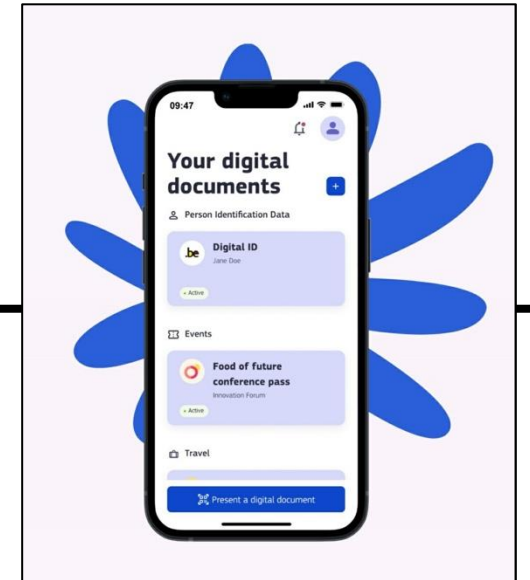 09:47
Your digital
documents
+
Person Identification Data
.be
Digital ID
Jane Doe
Active
Events
Food of future
conference pass
Innovation Forum
Active
Travel
Present a digital document